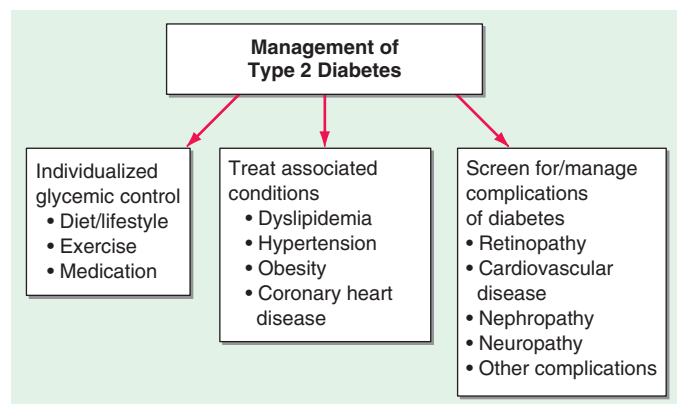 Management of
Type 2 Diabetes
Individualized
glycemic control
• Diet/lifestyle
• Exercise
• Medication
Treat associated
conditions
• Dyslipidemia
• Hypertension
• Obesity
• Coronary heart
disease
Screen for/manage
complications
of diabetes
• Retinopathy
• Cardiovascular
disease
• Nephropathy
• Neuropathy
• Other complications